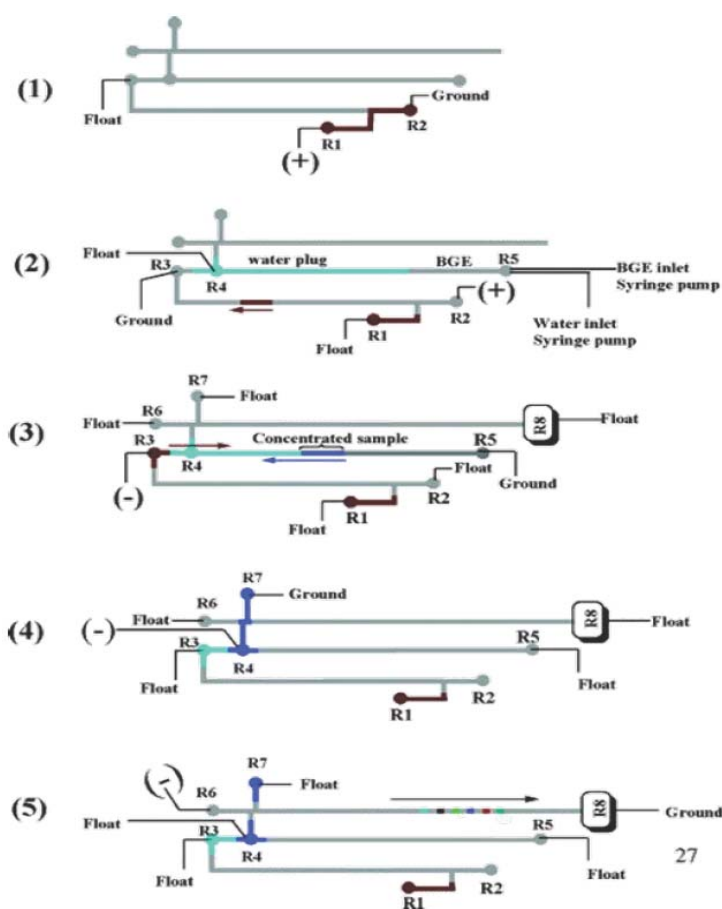 (1)
Float
Ground
R1
R2
(+)
(2)
Float
R3
R4
water plug
BGE
R5
BGE inlet
Syringe pump
Ground
R1
R2
(+)
Float
Water inlet
Syringe pump
(3)
R7
Float
Float
R6
R8
Float
R3
R4
Concentrated sample
R5
(-)
Float
R2
Ground
Float
R1
(4)
R7
Ground
Float
R6
R8
Float
(-)
R3
R4
R5
Float
Float
R1
R2
(5)
R7
(-)
R6
Float
R8
Ground
Float
R3
R4
R5
Float
Float
R1
R2
27